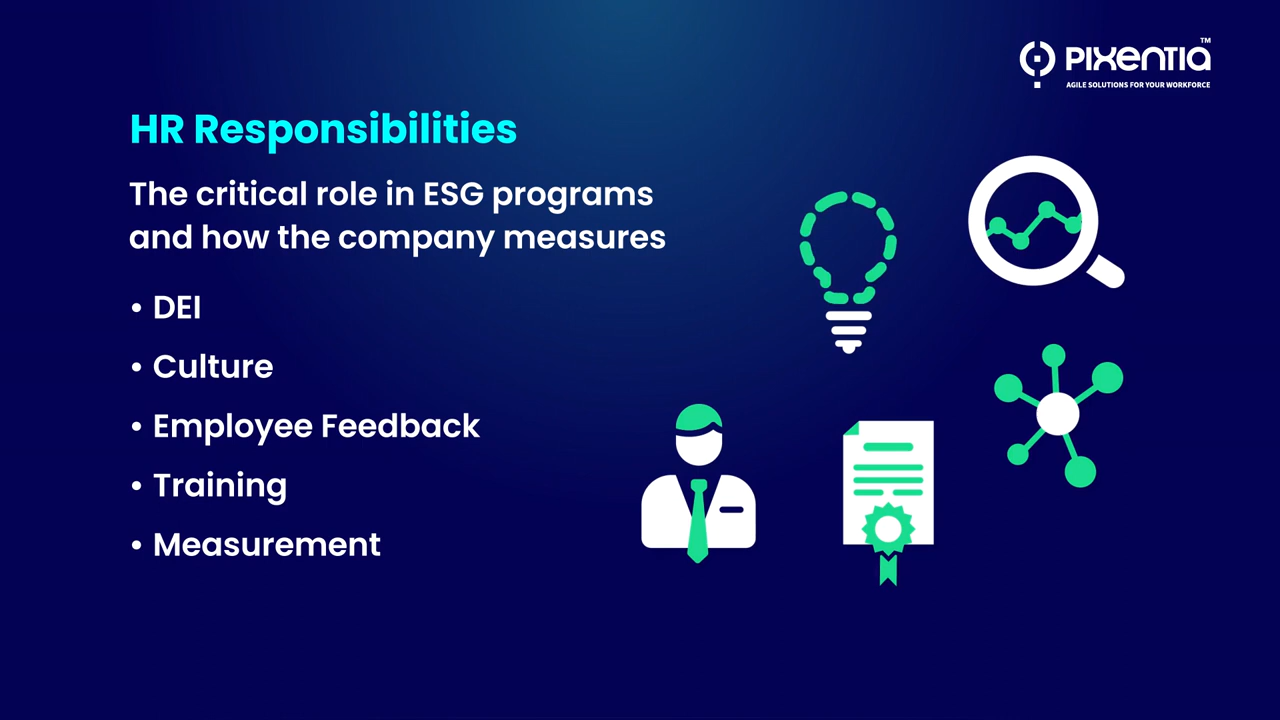 PIXENTIA™
AGILE SOLUTIONS FOR YOUR WORKFORCE
HR Responsibilities
The critical role in ESG programs
and how the company measures
• DEI
• Culture
• Employee Feedback
• Training
• Measurement